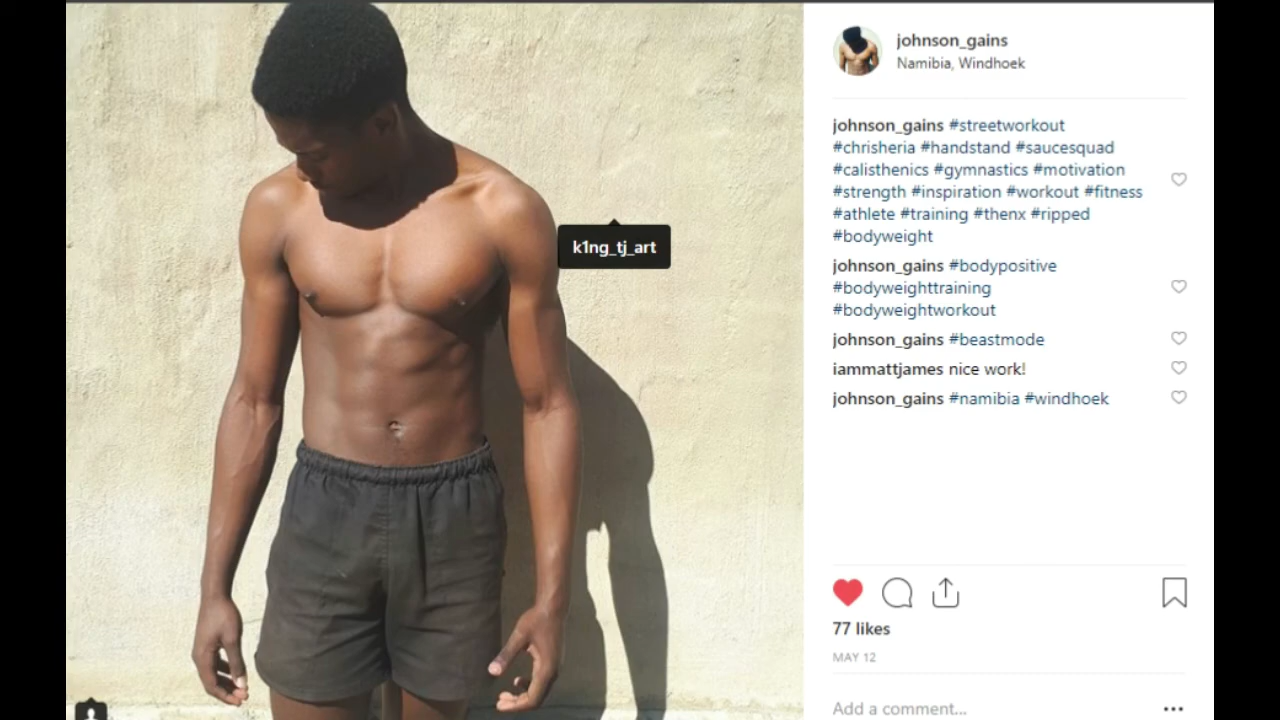 johnson_gains
Namibia, Windhoek
johnson_gains #streetworkout
#chrisheria #handstand #saucesquad
#calisthenics #gymnastics #motivation
#strength #inspiration #workout #fitness
#athlete #training #thenx #ripped
#bodyweight
k1ng_tj_art
johnson_gains #bodypositive
#bodyweighttraining
#bodyweightworkout
johnson_gains #beastmode
iammattjames nice work!
johnson_gains #namibia #windhoek
77 likes
MAY 12
Add a comment...